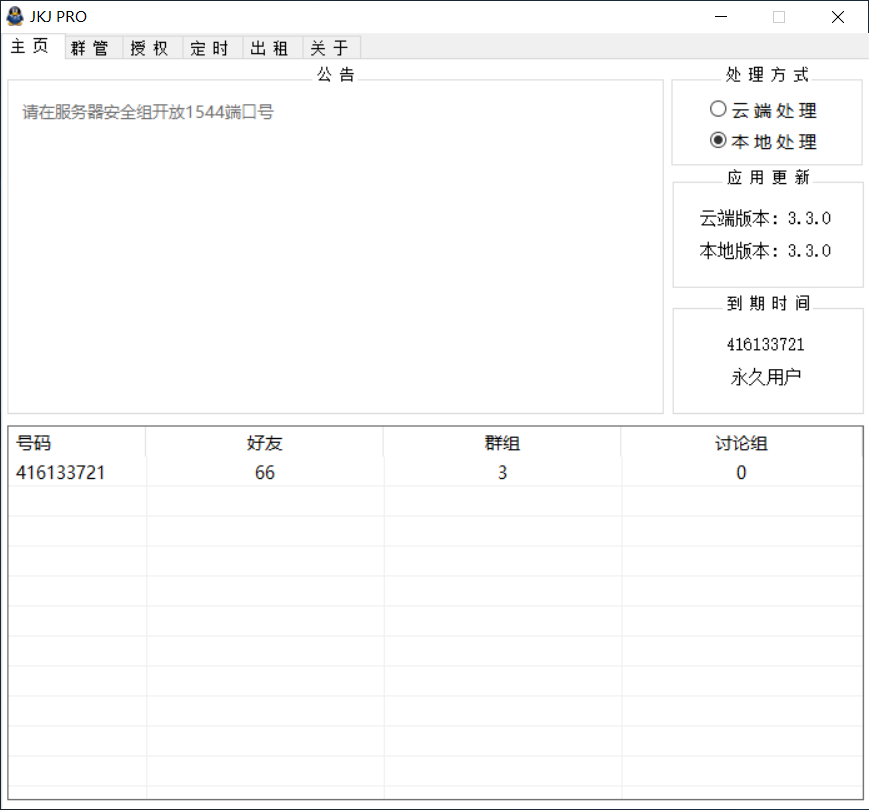 JKJ PRO
主页 群管 授权 定时 出租 关于
公告
请在服务器安全组开放1544端口号
处理方式
云端处理
本地处理
应用更新
云端版本：3.3.0
本地版本：3.3.0
到期时间
416133721
永久用户
号码 好友 群组 讨论组
416133721 66 3 0